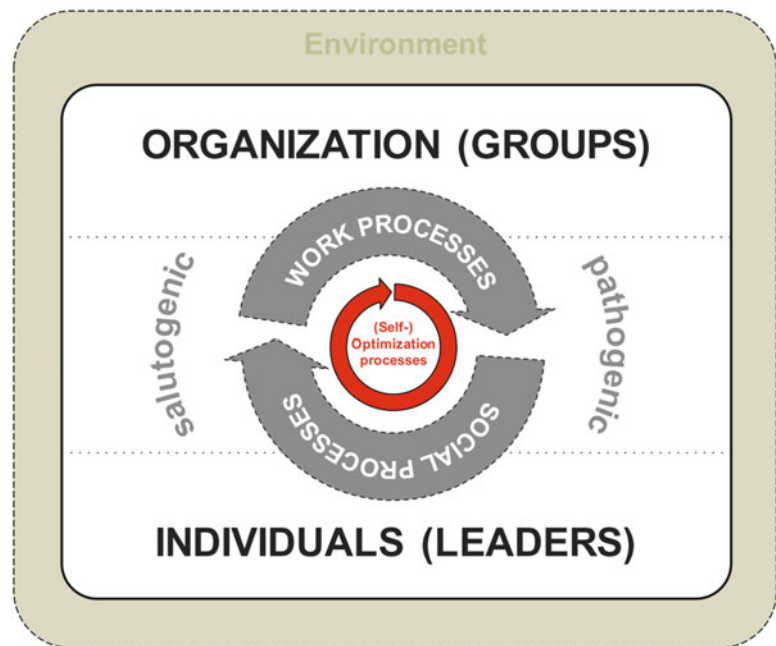 Environment
ORGANIZATION (GROUPS)
WORK PROCESSES
salutogenic
(Self-)
Optimization
processes
pathogenic
SOCIAL PROCESSES
INDIVIDUALS (LEADERS)